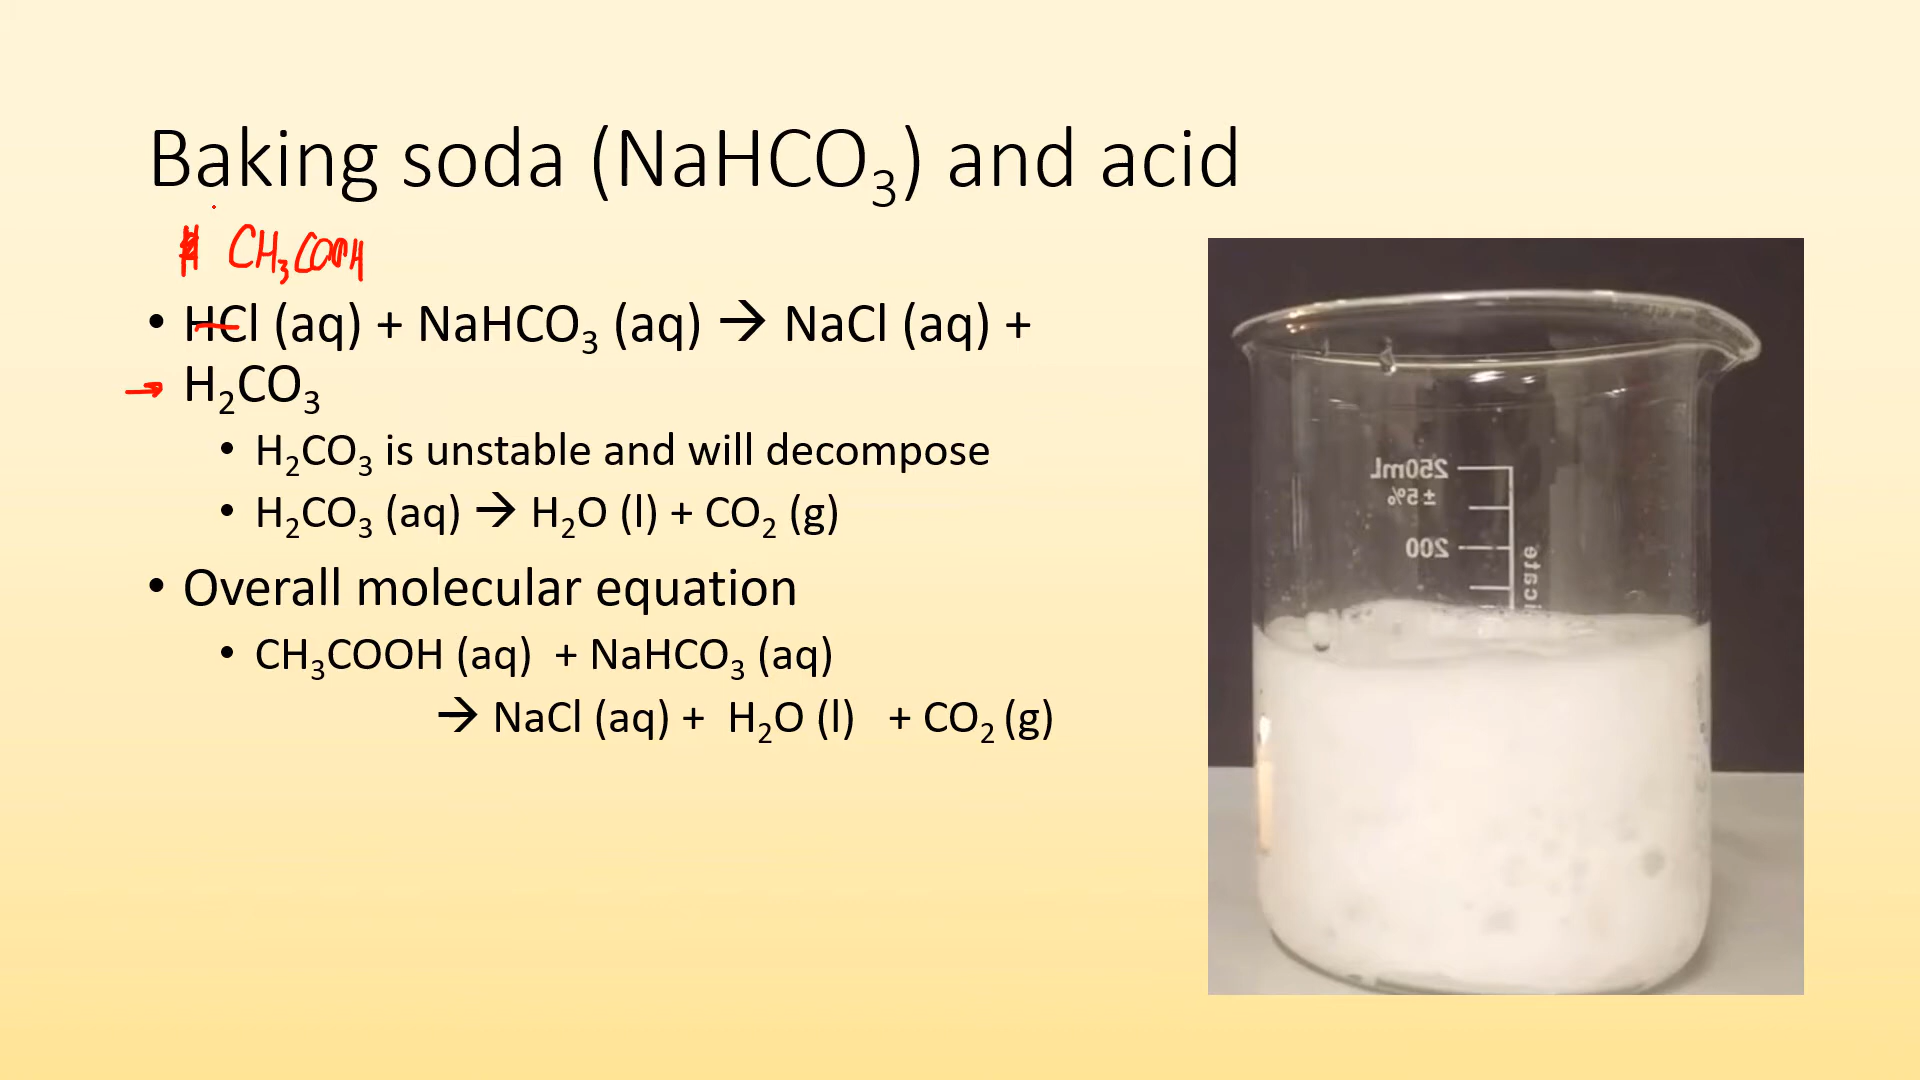 Baking soda (NaHCO₃) and acid
CH₃COOH
• HCl (aq) + NaHCO₃ (aq) → NaCl (aq) +
→ H₂CO₃
• H₂CO₃ is unstable and will decompose
• H₂CO₃ (aq) → H₂O (l) + CO₂ (g)
• Overall molecular equation
• CH₃COOH (aq) + NaHCO₃ (aq)
→ NaCl (aq) + H₂O (l) + CO₂ (g)
250mL
± 5%
200
icate